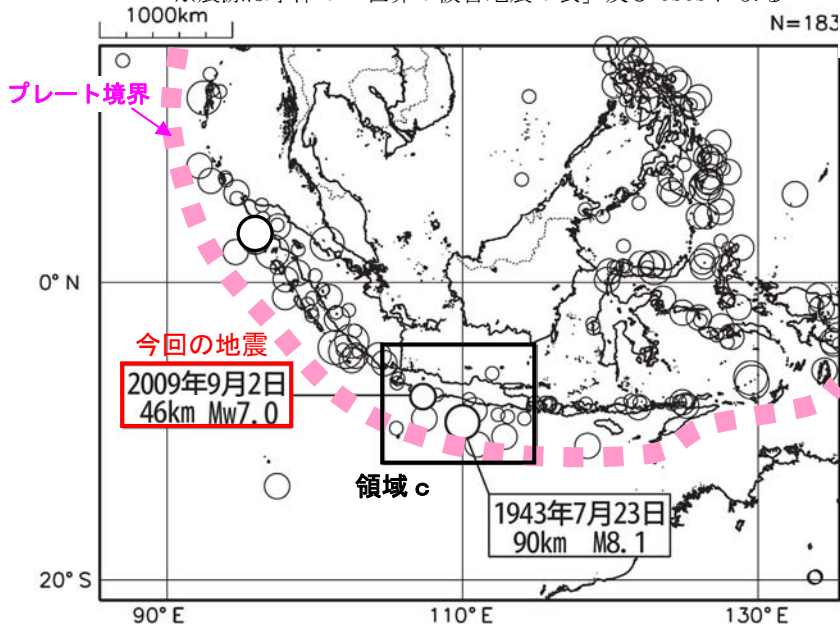 1000km
N=183
プレート境界
0°N
今回の地震
2009年9月2日
46km Mw7.0
領域 c
1943年7月23日
90km M8.1
20°S
90°E
110°E
130°E